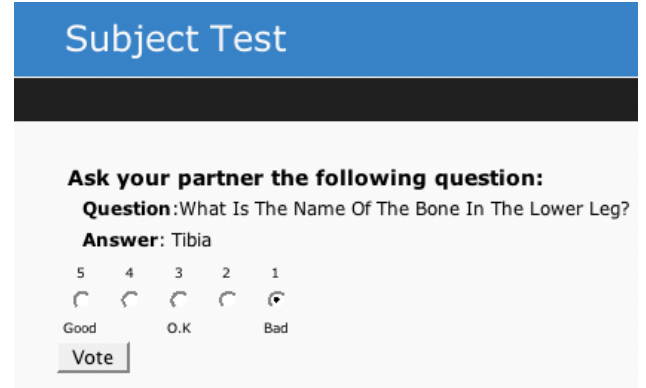 Subject Test
Ask your partner the following question:
Question:What Is The Name Of The Bone In The Lower Leg?
Answer: Tibia
5 4 3 2 1
Good O.K Bad
Vote